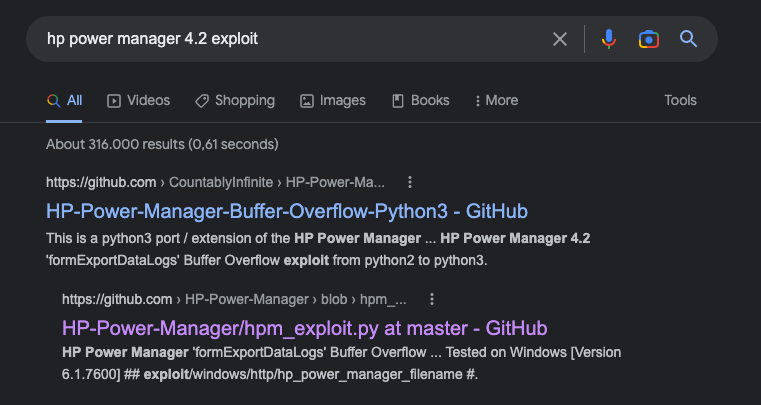 hp power manager 4.2 exploit
All Videos Shopping Images Books More Tools
About 316.000 results (0,61 seconds)
https://github.com › CountablyInfinite › HP-Power-Ma...
HP-Power-Manager-Buffer-Overflow-Python3 - GitHub
This is a python3 port / extension of the HP Power Manager ... HP Power Manager 4.2
'formExportDataLogs' Buffer Overflow exploit from python2 to python3.
https://github.com › HP-Power-Manager › blob › hpm_...
HP-Power-Manager/hpm_exploit.py at master - GitHub
HP Power Manager 'formExportDataLogs' Buffer Overflow ... Tested on Windows [Version
6.1.7600] ## exploit/windows/http/hp_power_manager_filename #.